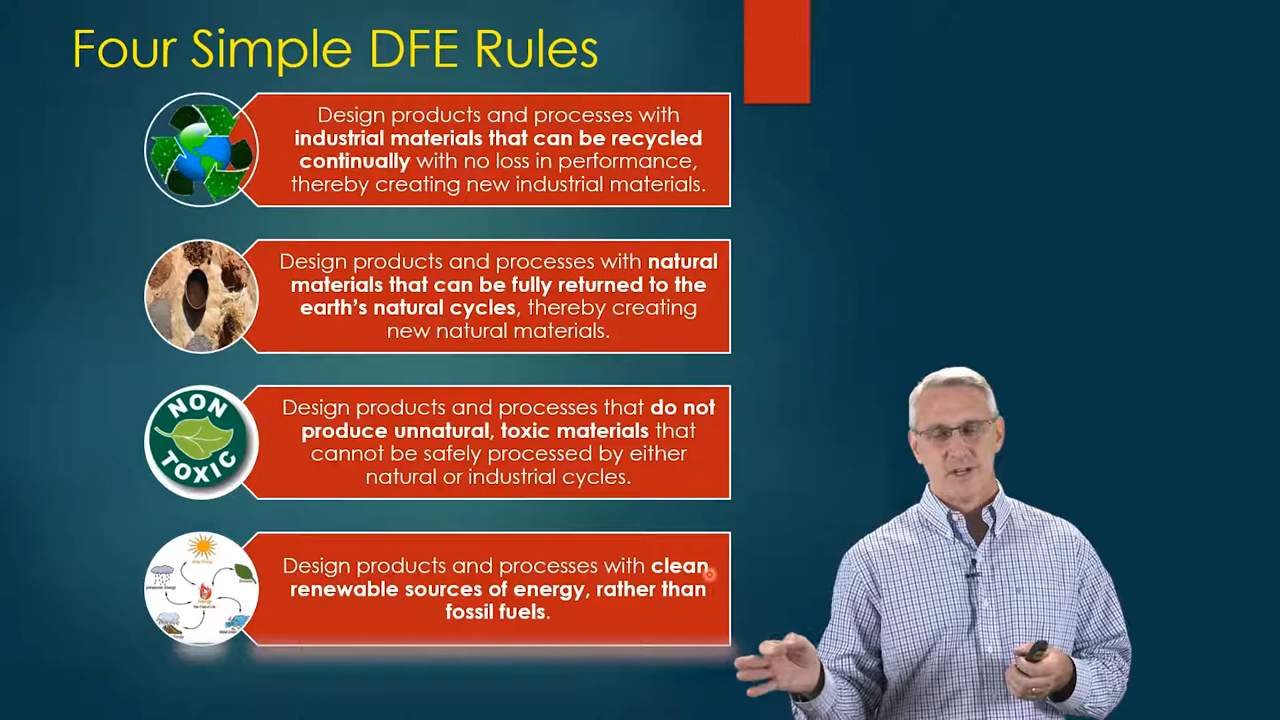 Four Simple DFE Rules
Design products and processes with
industrial materials that can be recycled
continually with no loss in performance,
thereby creating new industrial materials.
Design products and processes with natural
materials that can be fully returned to the
earth's natural cycles, thereby creating
new natural materials.
NON
TOXIC
Design products and processes that do not
produce unnatural, toxic materials that
cannot be safely processed by either
natural or industrial cycles.
Design products and processes with clean,
renewable sources of energy, rather than
fossil fuels.